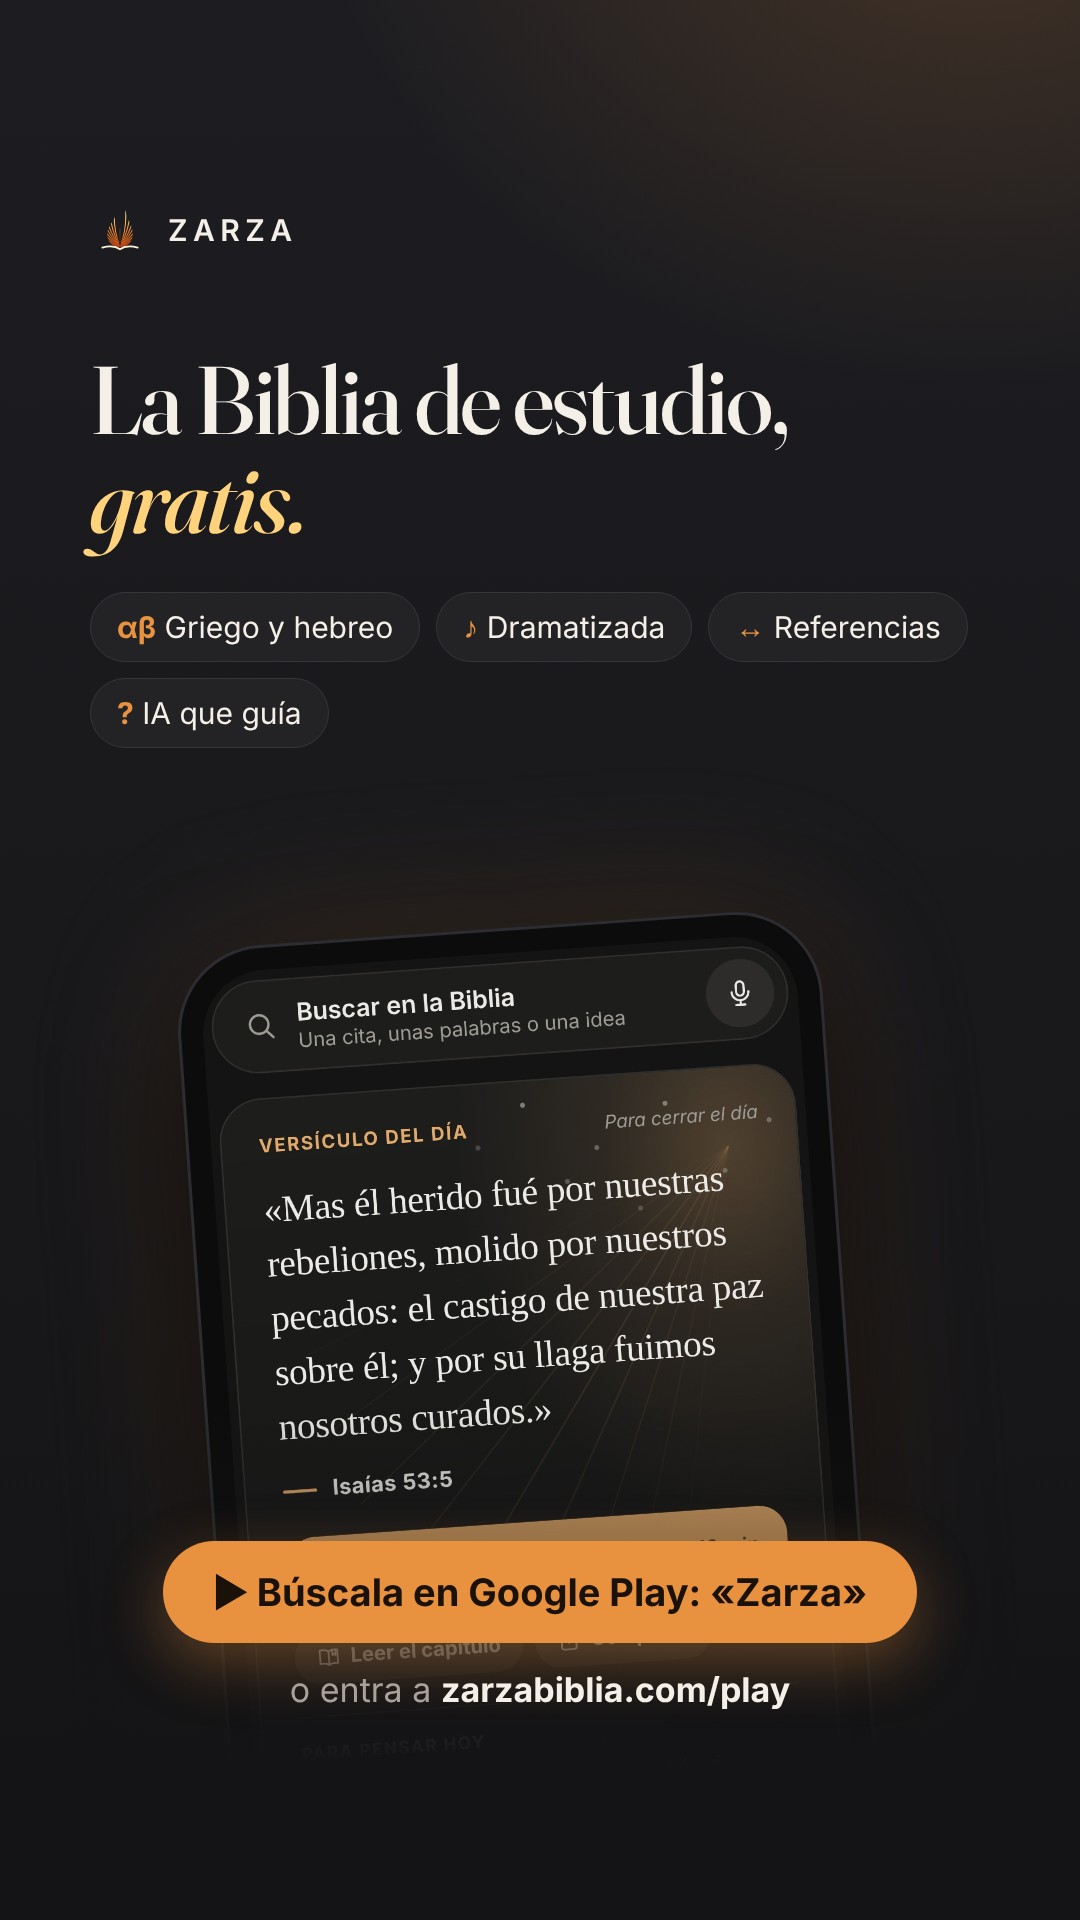 ZARZA
La Biblia de estudio,
gratis.
αβ Griego y hebreo
♪ Dramatizada
↔ Referencias
? IA que guía
Buscar en la Biblia
Una cita, unas palabras o una idea
VERSÍCULO DEL DÍA
Para cerrar el día
«Mas él herido fué por nuestras
rebeliones, molido por nuestros
pecados: el castigo de nuestra paz
sobre él; y por su llaga fuimos
nosotros curados.»
Isaías 53:5
▶ Búscala en Google Play: «Zarza»
Leer el capítulo
o entra a zarzabiblia.com/play
PARA PENSAR HOY